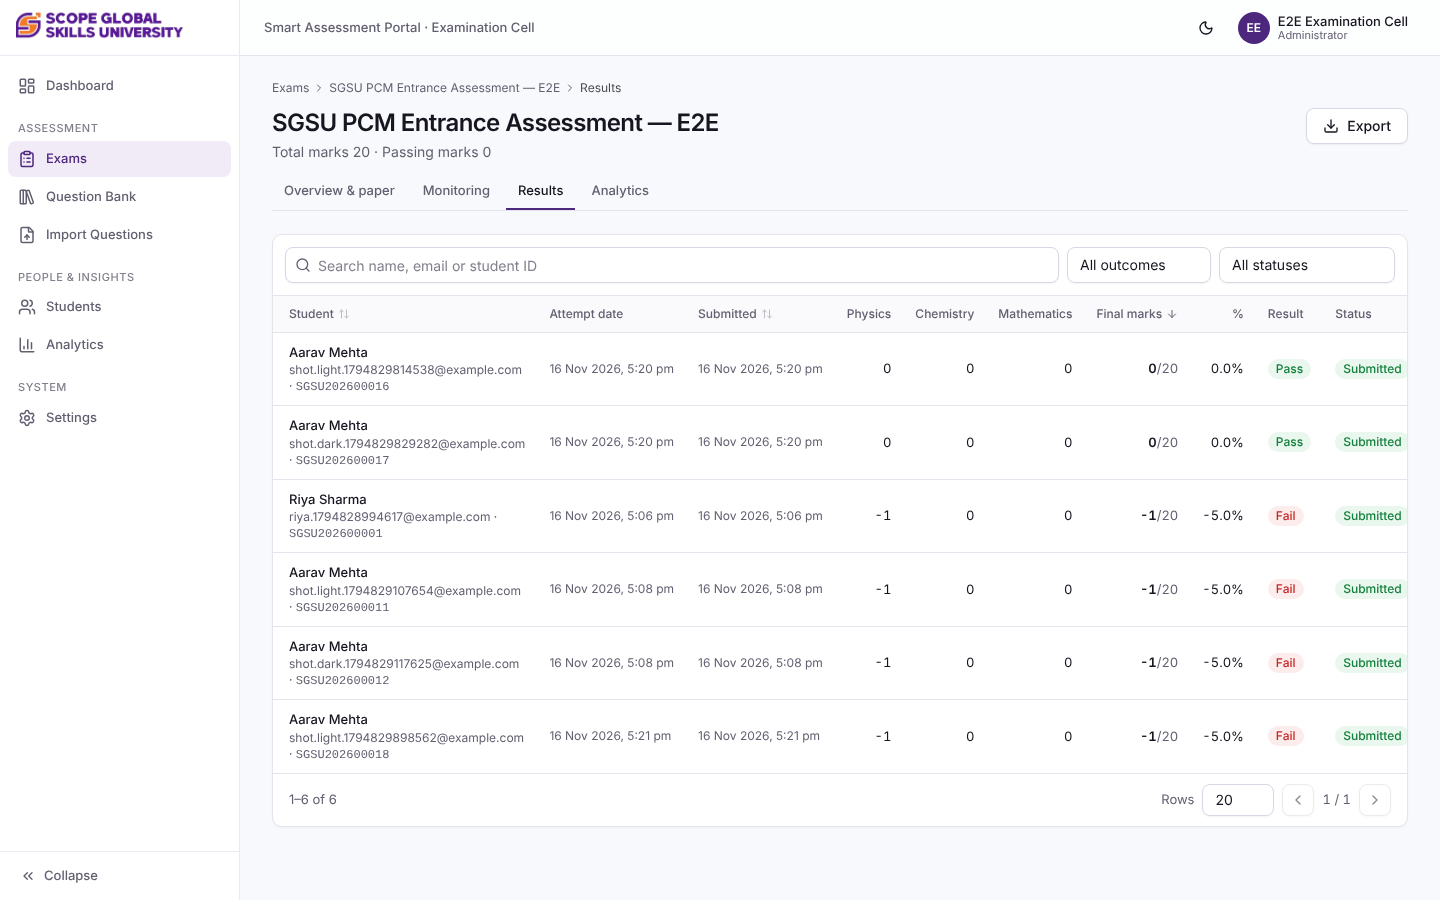 SCOPE GLOBAL
SKILLS UNIVERSITY
Smart Assessment Portal · Examination Cell
EE
E2E Examination Cell
Administrator
Dashboard
ASSESSMENT
Exams
Question Bank
Import Questions
PEOPLE & INSIGHTS
Students
Analytics
SYSTEM
Settings
Collapse
Exams > SGSU PCM Entrance Assessment — E2E > Results
SGSU PCM Entrance Assessment — E2E
Total marks 20 · Passing marks 0
Export
Overview & paper Monitoring Results Analytics
Search name, email or student ID
All outcomes
All statuses
Student Attempt date Submitted Physics Chemistry Mathematics Final marks % Result Status
Aarav Mehta
shot.light.1794829814538@example.com
· SGSU202600016
16 Nov 2026, 5:20 pm 16 Nov 2026, 5:20 pm 0 0 0 0/20 0.0% Pass Submitted
Aarav Mehta
shot.dark.1794829829282@example.com
· SGSU202600017
16 Nov 2026, 5:20 pm 16 Nov 2026, 5:20 pm 0 0 0 0/20 0.0% Pass Submitted
Riya Sharma
riya.1794828994617@example.com ·
SGSU202600001
16 Nov 2026, 5:06 pm 16 Nov 2026, 5:06 pm -1 0 0 -1/20 -5.0% Fail Submitted
Aarav Mehta
shot.light.1794829107654@example.com
· SGSU202600011
16 Nov 2026, 5:08 pm 16 Nov 2026, 5:08 pm -1 0 0 -1/20 -5.0% Fail Submitted
Aarav Mehta
shot.dark.1794829117625@example.com
· SGSU202600012
16 Nov 2026, 5:08 pm 16 Nov 2026, 5:08 pm -1 0 0 -1/20 -5.0% Fail Submitted
Aarav Mehta
shot.light.1794829898562@example.com
· SGSU202600018
16 Nov 2026, 5:21 pm 16 Nov 2026, 5:21 pm -1 0 0 -1/20 -5.0% Fail Submitted
1–6 of 6
Rows 20 1 / 1